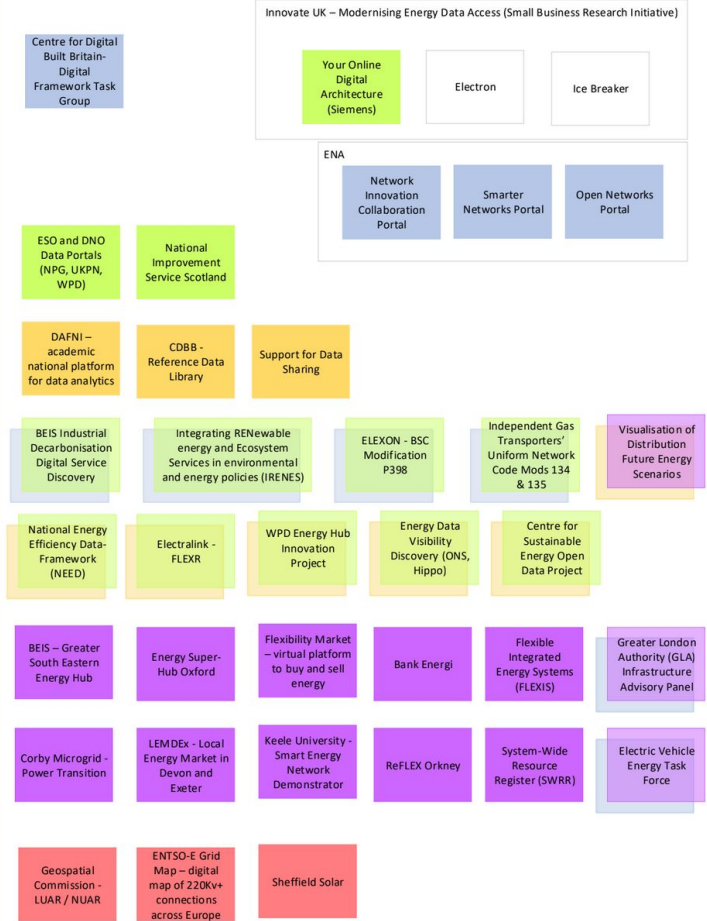 Innovate UK – Modernising Energy Data Access (Small Business Research Initiative)
Centre for Digital
Built Britain-
Digital
Framework Task
Group
Your Online
Digital
Architecture
(Siemens)
Electron
Ice Breaker
ENA
Network
Innovation
Collaboration
Portal
Smarter
Networks Portal
Open Networks
Portal
ESO and DNO
Data Portals
(NPG, UKPN,
WPD)
National
Improvement
Service Scotland
DAFNI –
academic
national platform
for data analytics
CDBB -
Reference Data
Library
Support for Data
Sharing
BEIS Industrial
Decarbonisation
Digital Service
Discovery
Integrating RENewable
energy and Ecosystem
Services in environmental
and energy policies (IRENES)
ELEXON - BSC
Modification
P398
Independent Gas
Transporters’
Uniform Network
Code Mods 134
& 135
Visualisation of
Distribution
Future Energy
Scenarios
National Energy
Efficiency Data-
Framework
(NEED)
Electralink -
FLEXR
WPD Energy Hub
Innovation
Project
Energy Data
Visibility
Discovery (ONS,
Hippo)
Centre for
Sustainable
Energy Open
Data Project
BEIS – Greater
South Eastern
Energy Hub
Energy Super-
Hub Oxford
Flexibility Market
– virtual platform
to buy and sell
energy
Bank Energi
Flexible
Integrated
Energy Systems
(FLEXIS)
Greater London
Authority (GLA)
Infrastructure
Advisory Panel
Corby Microgrid -
Power Transition
LEMDEx - Local
Energy Market in
Devon and
Exeter
Keele University -
Smart Energy
Network
Demonstrator
ReFLEX Orkney
System-Wide
Resource
Register (SWRR)
Electric Vehicle
Energy Task
Force
Geospatial
Commission -
LUAR / NUAR
ENTSO-E Grid
Map – digital
map of 220Kv+
connections
across Europe
Sheffield Solar